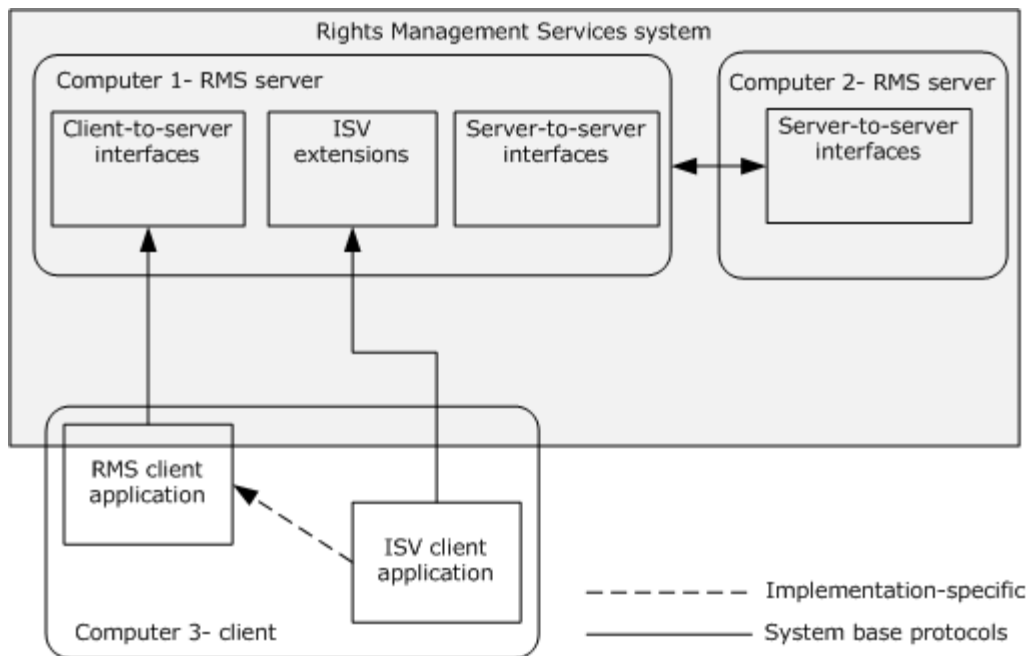 Rights Management Services system
Computer 1- RMS server
Computer 2- RMS server
Client-to-server
interfaces
ISV
extensions
Server-to-server
interfaces
Server-to-server
interfaces
RMS client
application
ISV client
application
Computer 3- client
Implementation-specific
System base protocols